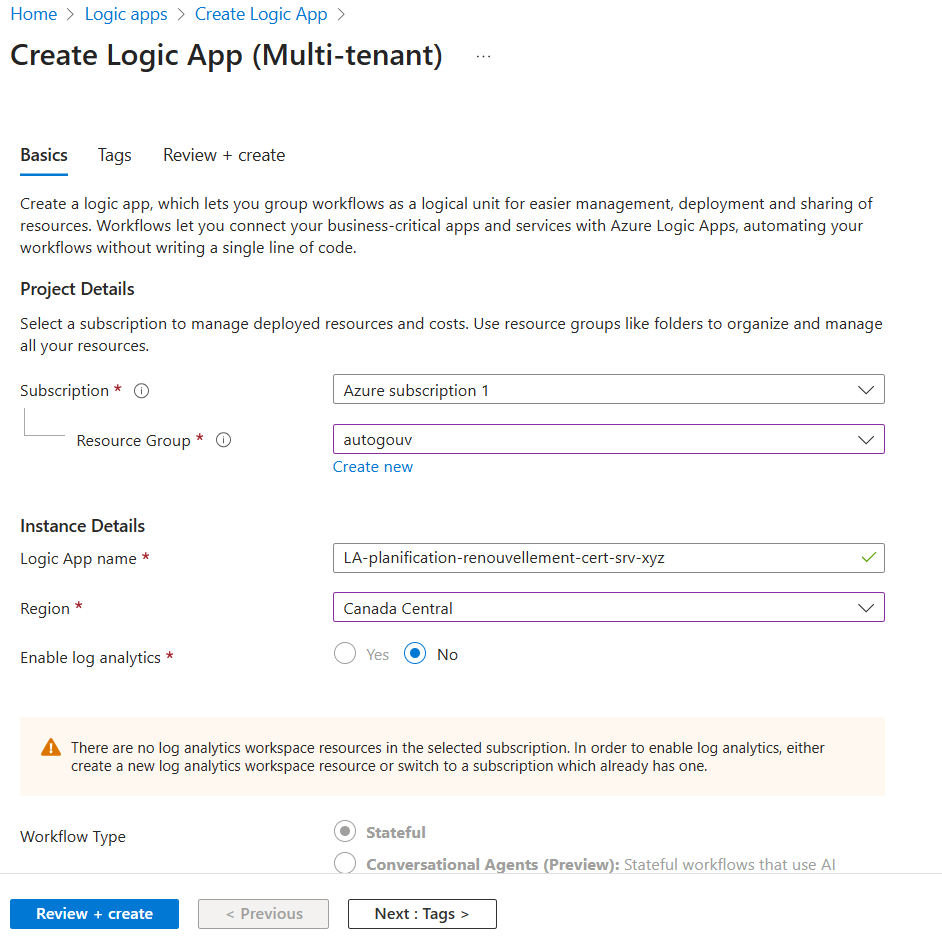 Home > Logic apps > Create Logic App >
Create Logic App (Multi-tenant) ...
Basics Tags Review + create
Create a logic app, which lets you group workflows as a logical unit for easier management, deployment and sharing of
resources. Workflows let you connect your business-critical apps and services with Azure Logic Apps, automating your
workflows without writing a single line of code.
Project Details
Select a subscription to manage deployed resources and costs. Use resource groups like folders to organize and manage
all your resources.
Subscription * Azure subscription 1
Resource Group * autogouv
Create new
Instance Details
Logic App name * LA-planification-renouvellement-cert-srv-xyz
Region * Canada Central
Enable log analytics * Yes No
There are no log analytics workspace resources in the selected subscription. In order to enable log analytics, either
create a new log analytics workspace resource or switch to a subscription which already has one.
Workflow Type Stateful
Conversational Agents (Preview): Stateful workflows that use AI
Review + create < Previous Next : Tags >